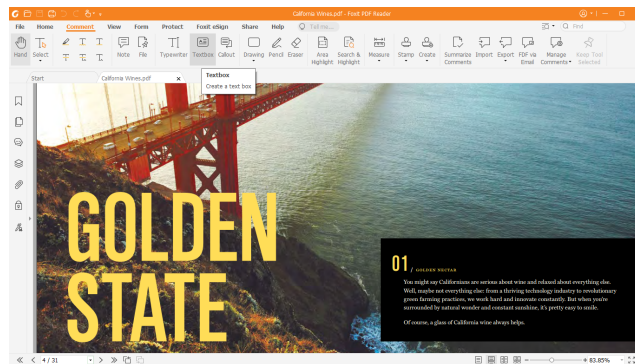 California Wines.pdf - Foxit PDF Reader
File Home Comment View Form Protect Foxit eSign Share Help Tell me... Find
Hand Select Note File Typewriter Textbox Callout Drawing Pencil Eraser Area Highlight Search & Highlight Measure Stamp Create Summarize Comments Import Export FDF via Email Manage Comments Keep Tool Selected
Start California Wines.pdf x
Textbox
Create a text box
GOLDEN
STATE
01 / GOLDEN NECTAR
You might say Californians are serious about wine and relaxed about everything else.
Well, maybe not everything else: from a thriving technology industry to revolutionary
green farming practices, we work hard and innovate constantly. But when you're
surrounded by natural wonder and constant sunshine, it's pretty easy to smile.
Of course, a glass of California wine always helps.
4 / 31 83.85%